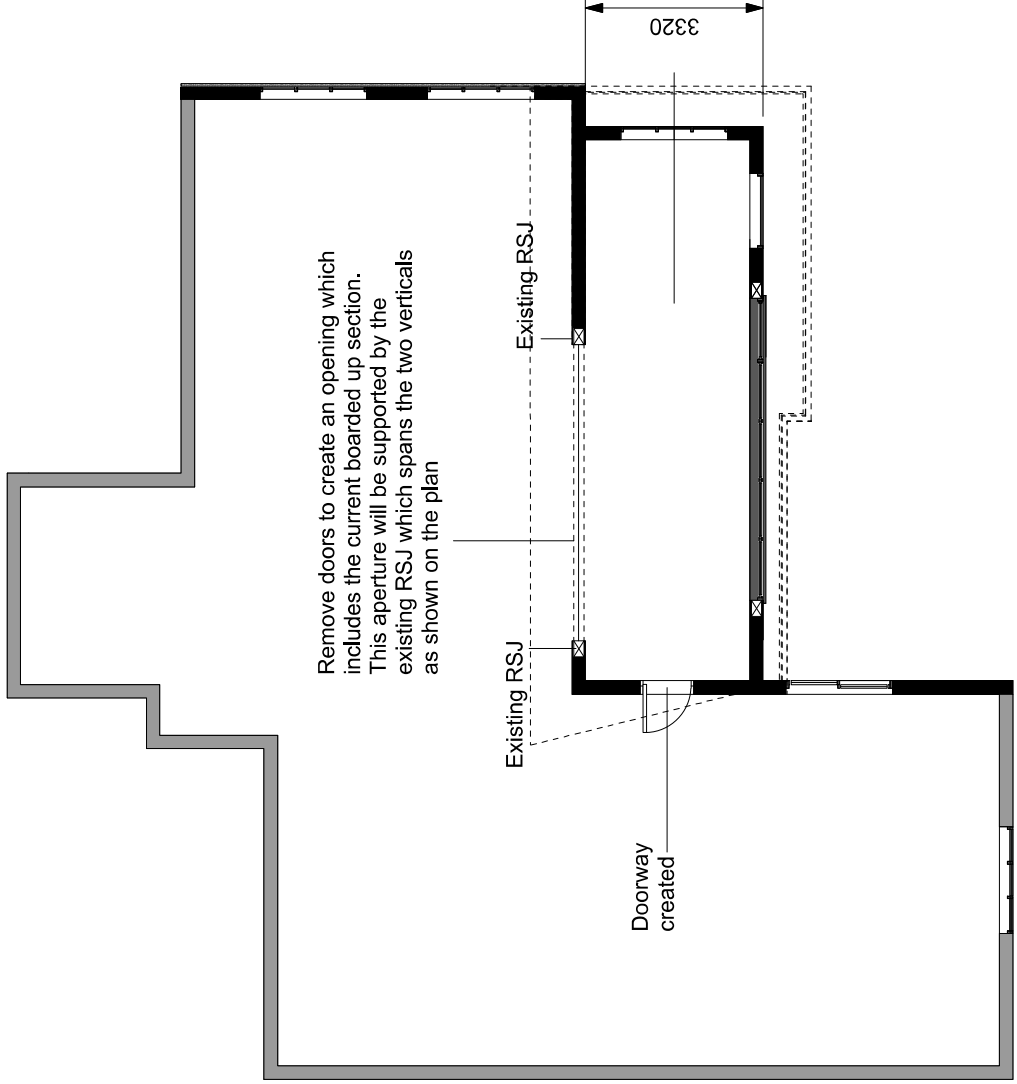 Remove doors to create an opening which
includes the current boarded up section.
This aperture will be supported by the
existing RSJ which spans the two verticals
as shown on the plan
Existing RSJ
Existing RSJ
Doorway
created
3320